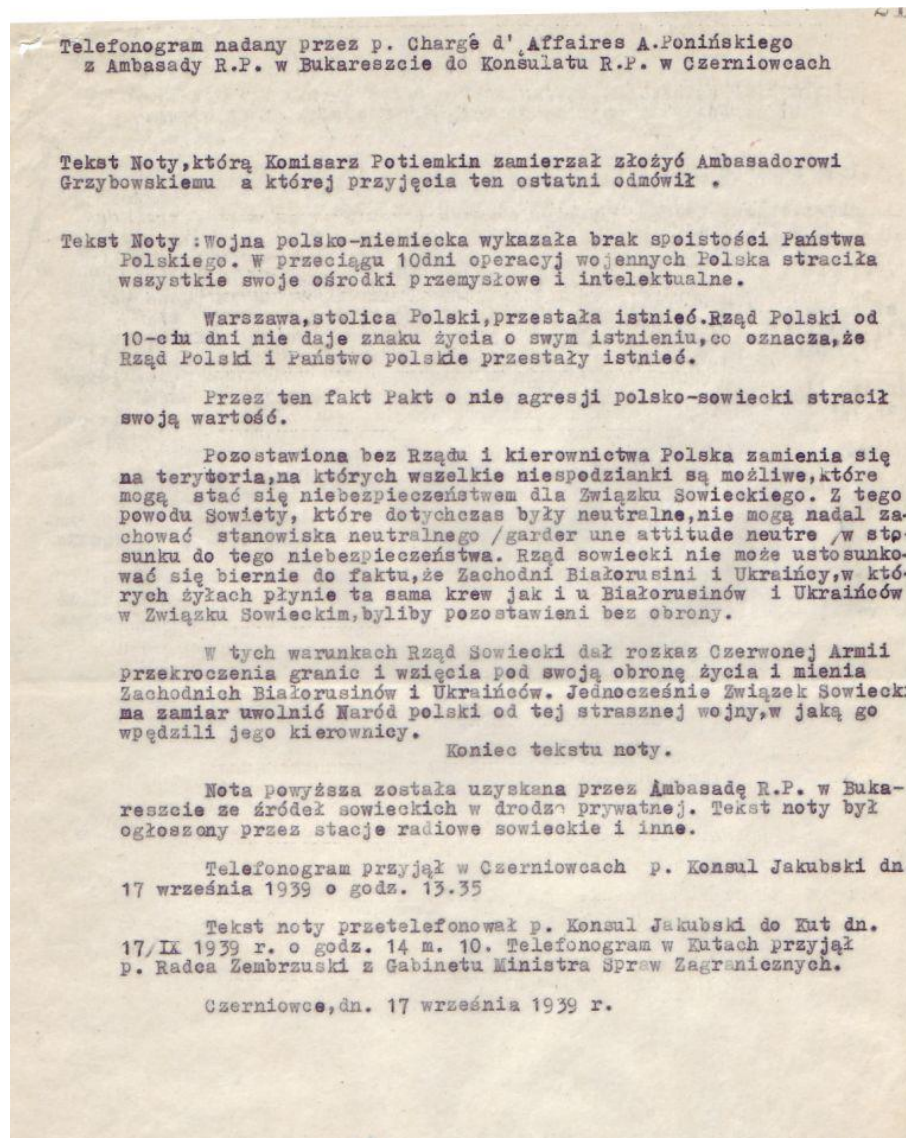 Telefonogram nadany przez p. Chargé d'Affaires A.Ponińskiego
z Ambasady R.P. w Bukareszcie do Konsulatu R.P. w Czerniowcach
Tekst Noty,którą Komisarz Potiemkin zamierzał złożyć Ambasadorowi
Grzybowskiemu a której przyjęcia ten ostatni odmówił .
Tekst Noty :Wojna polsko-niemiecka wykazała brak spoistości Państwa
Polskiego. W przeciągu 10dni operacyj wojennych Polska straciła
wszystkie swoje ośrodki przemysłowe i intelektualne.
Warszawa,stolica Polski,przestała istnieć.Rząd Polski od
10-ciu dni nie daje znaku życia o swym istnieniu,co oznacza,że
Rząd Polski i Państwo polskie przestały istnieć.
Przez ten fakt Pakt o nie agresji polsko-sowiecki stracił
swoją wartość.
Pozostawiona bez Rządu i kierownictwa Polska zamienia się
na terytoria,na których wszelkie niespodzianki są możliwe,które
mogą stać się niebezpieczeństwem dla Związku Sowieckiego. Z tego
powodu Sowiety, które dotychczas były neutralne,nie mogą nadal za-
chować stanowiska neutralnego /garder une attitude neutre /w sto-
sunku do tego niebezpieczeństwa. Rząd sowiecki nie może ustosunko-
wać się biernie do faktu,że Zachodni Białorusini i Ukraińcy,w któ-
rych żyłach płynie ta sama krew jak i u Białorusinów i Ukraińców
w Związku Sowieckim,byliby pozostawieni bez obrony.
W tych warunkach Rząd Sowiecki dał rozkaz Czerwonej Armii
przekroczenia granic i wzięcia pod swoją obronę życia i mienia
Zachodnich Białorusinów i Ukraińców. Jednocześnie Związek Sowiecki
ma zamiar uwolnić Naród polski od tej strasznej wojny,w jaką go
wpędzili jego kierownicy.
Koniec tekstu noty.
Nota powyższa została uzyskana przez Ambasadę R.P. w Buka-
reszcie ze źródeł sowieckich w drodze prywatnej. Tekst noty był
ogłoszony przez stacje radiowe sowieckie i inne.
Telefonogram przyjął w Czerniowcach p. Konsul Jakubski dn
17 września 1939 o godz. 13.35
Tekst noty przetelefonował p. Konsul Jakubski do Kut dn.
17/IX 1939 r. o godz. 14 m. 10. Telefonogram w Kutach przyjął
p. Radca Zembrzuski z Gabinetu Ministra Spraw Zagranicznych.
Czerniowce,dn. 17 września 1939 r.